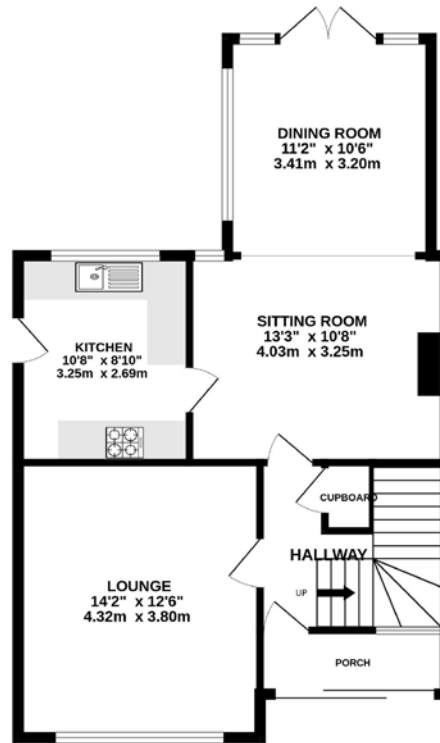 DINING ROOM
11'2" x 10'6"
3.41m x 3.20m
SITTING ROOM
13'3" x 10'8"
4.03m x 3.25m
KITCHEN
10'8" x 8'10"
3.25m x 2.69m
CUPBOARD
HALLWAY
UP
LOUNGE
14'2" x 12'6"
4.32m x 3.80m
PORCH